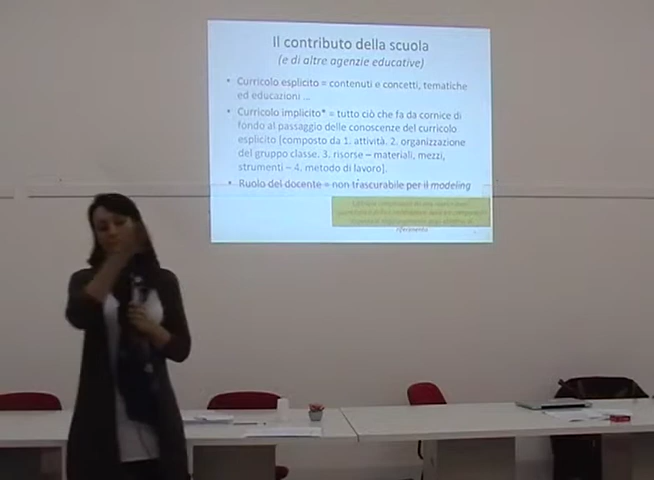 Il contributo della scuola
(e di altre agenzie educative)
• Curricolo esplicito = contenuti e concetti, tematiche
ed educazioni ...
• Curricolo implicito* = tutto ciò che fa da cornice di
fondo al passaggio delle conoscenze del curricolo
esplicito [composto da 1. attività. 2. organizzazione
del gruppo classe. 3. risorse – materiali, mezzi,
strumenti – 4. metodo di lavoro].
• Ruolo del docente = non trascurabile per il modeling
riferimento